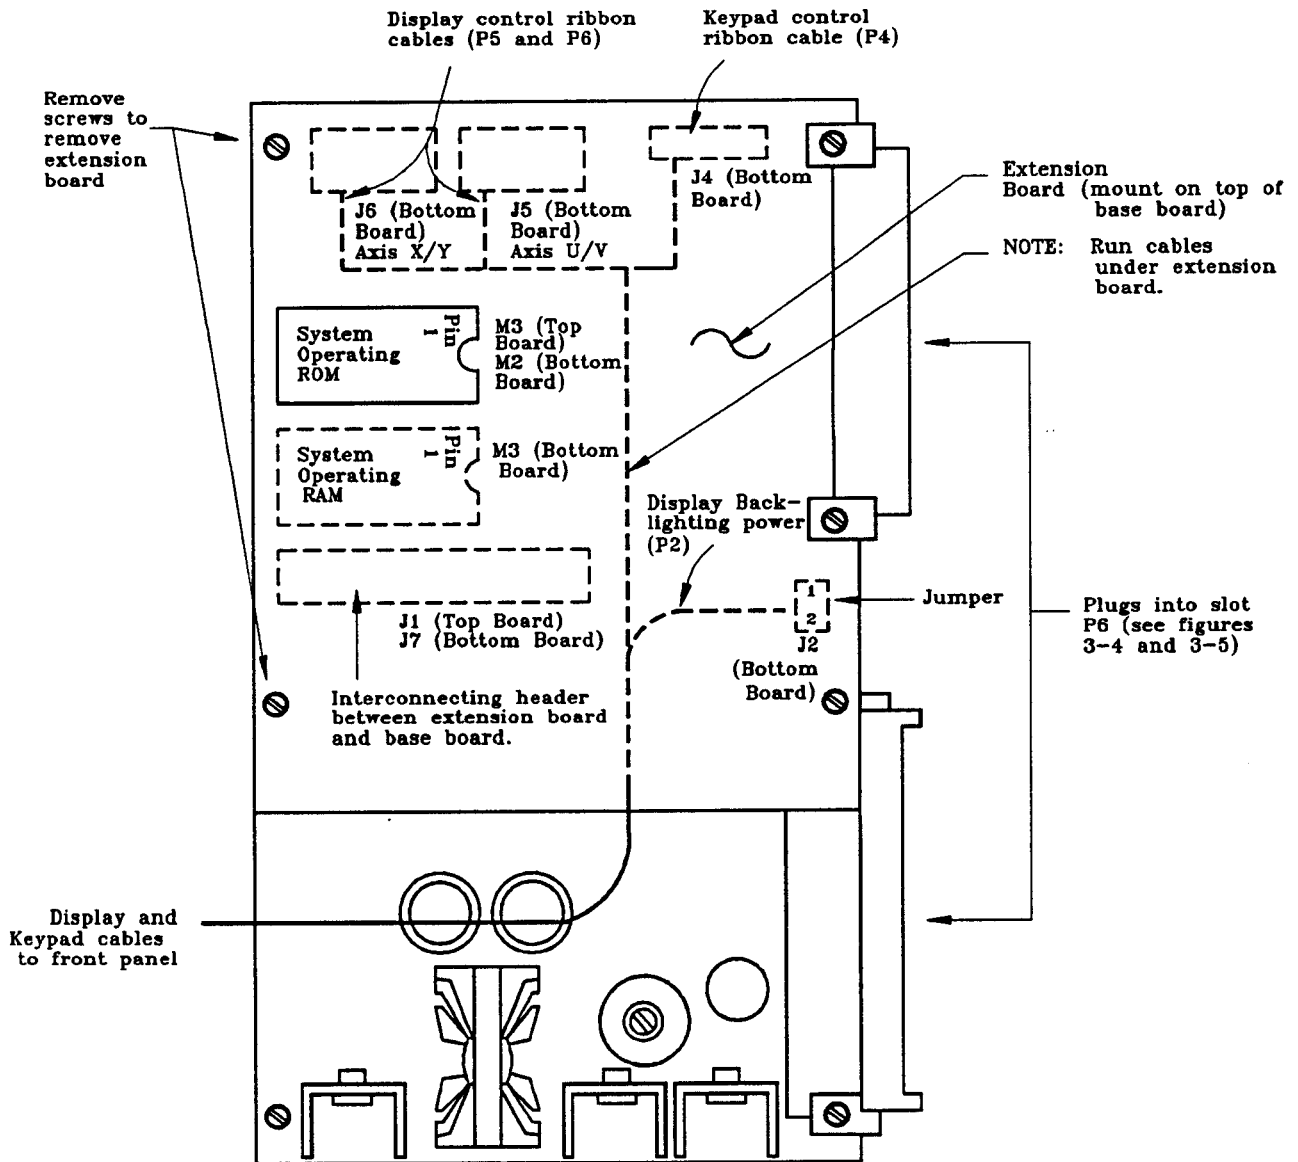 Display control ribbon
cables (P5 and P6)
Keypad control
ribbon cable (P4)
Remove
screws to
remove
extension
board
J6 (Bottom
Board)
Axis X/Y
J5 (Bottom
Board)
Axis U/V
J4 (Bottom
Board)
Extension
Board (mount on top of
base board)
NOTE: Run cables
under extension
board.
System
Operating
ROM
Pin
1
M3 (Top
Board)
M2 (Bottom
Board)
System
Operating
RAM
Pin
1
M3 (Bottom
Board)
Display Back-
lighting power
(P2)
1
2
J2
(Bottom
Board)
Jumper
Plugs into slot
P6 (see figures
3-4 and 3-5)
J1 (Top Board)
J7 (Bottom Board)
Interconnecting header
between extension board
and base board.
Display and
Keypad cables
to front panel